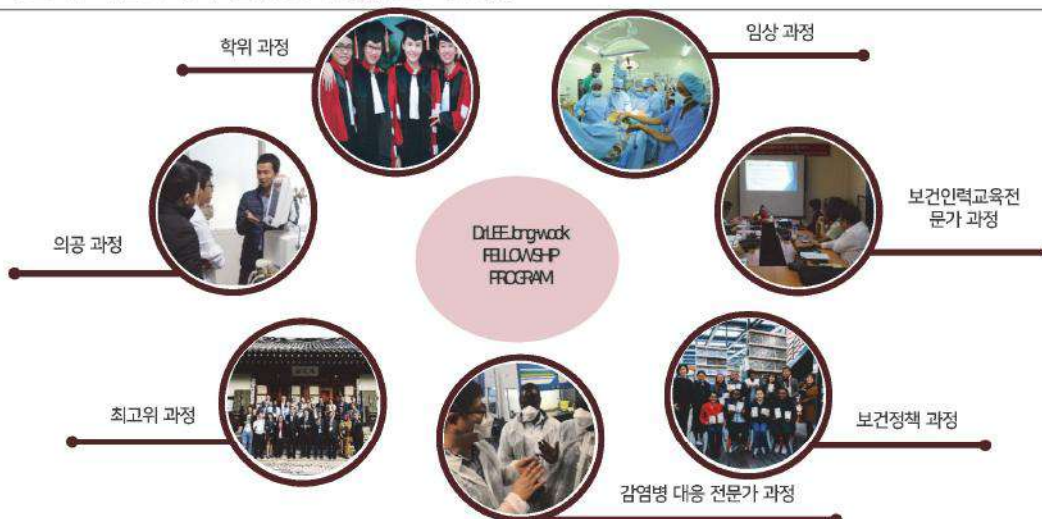 학위 과정
임상 과정
의공 과정
보건인력교육전
문가 과정
Dr.LEE Jong-wook
FELLOWSHIP
PROGRAM
최고위 과정
보건정책 과정
감염병 대응 전문가 과정